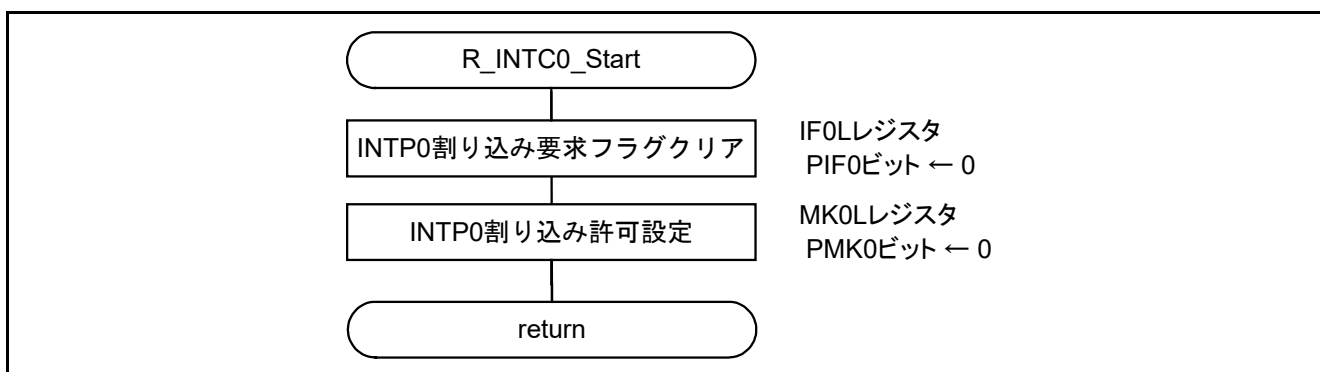 R_INTC0_Start
INTP0割り込み要求フラグクリア
IF0Lレジスタ
PIF0ビット ← 0
INTP0割り込み許可設定
MK0Lレジスタ
PMK0ビット ← 0
return